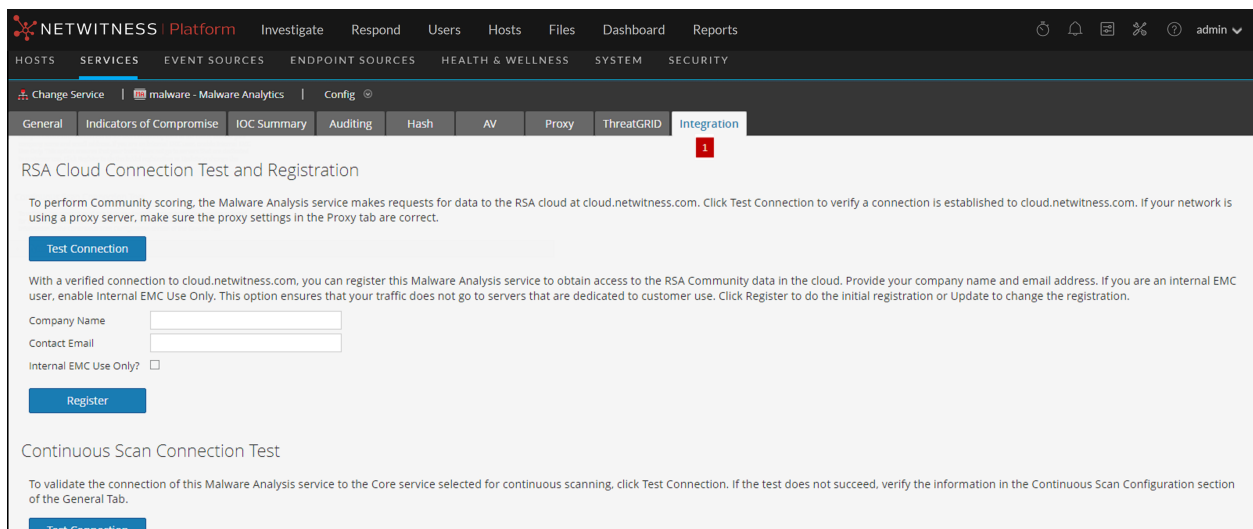 NETWITNESS Platform Investigate Respond Users Hosts Files Dashboard Reports admin
HOSTS SERVICES EVENT SOURCES ENDPOINT SOURCES HEALTH & WELLNESS SYSTEM SECURITY
Change Service | MA malware - Malware Analytics | Config
General Indicators of Compromise IOC Summary Auditing Hash AV Proxy ThreatGRID Integration
1
RSA Cloud Connection Test and Registration
To perform Community scoring, the Malware Analysis service makes requests for data to the RSA cloud at cloud.netwitness.com. Click Test Connection to verify a connection is established to cloud.netwitness.com. If your network is
using a proxy server, make sure the proxy settings in the Proxy tab are correct.
Test Connection
With a verified connection to cloud.netwitness.com, you can register this Malware Analysis service to obtain access to the RSA Community data in the cloud. Provide your company name and email address. If you are an internal EMC
user, enable Internal EMC Use Only. This option ensures that your traffic does not go to servers that are dedicated to customer use. Click Register to do the initial registration or Update to change the registration.
Company Name
Contact Email
Internal EMC Use Only?
Register
Continuous Scan Connection Test
To validate the connection of this Malware Analysis service to the Core service selected for continuous scanning, click Test Connection. If the test does not succeed, verify the information in the Continuous Scan Configuration section
of the General Tab.
Test Connection